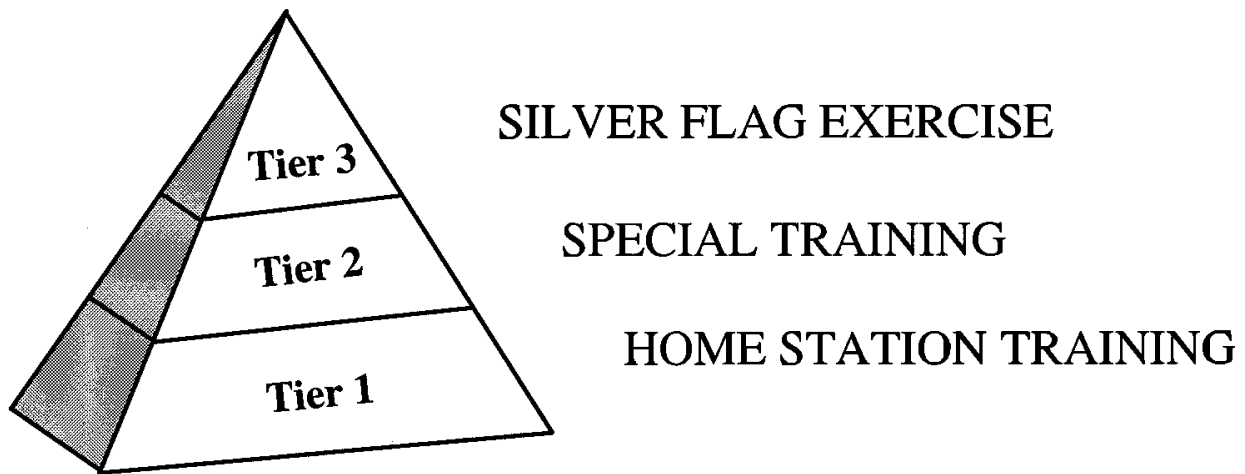 SILVER FLAG EXERCISE
Tier 3
SPECIAL TRAINING
Tier 2
HOME STATION TRAINING
Tier 1